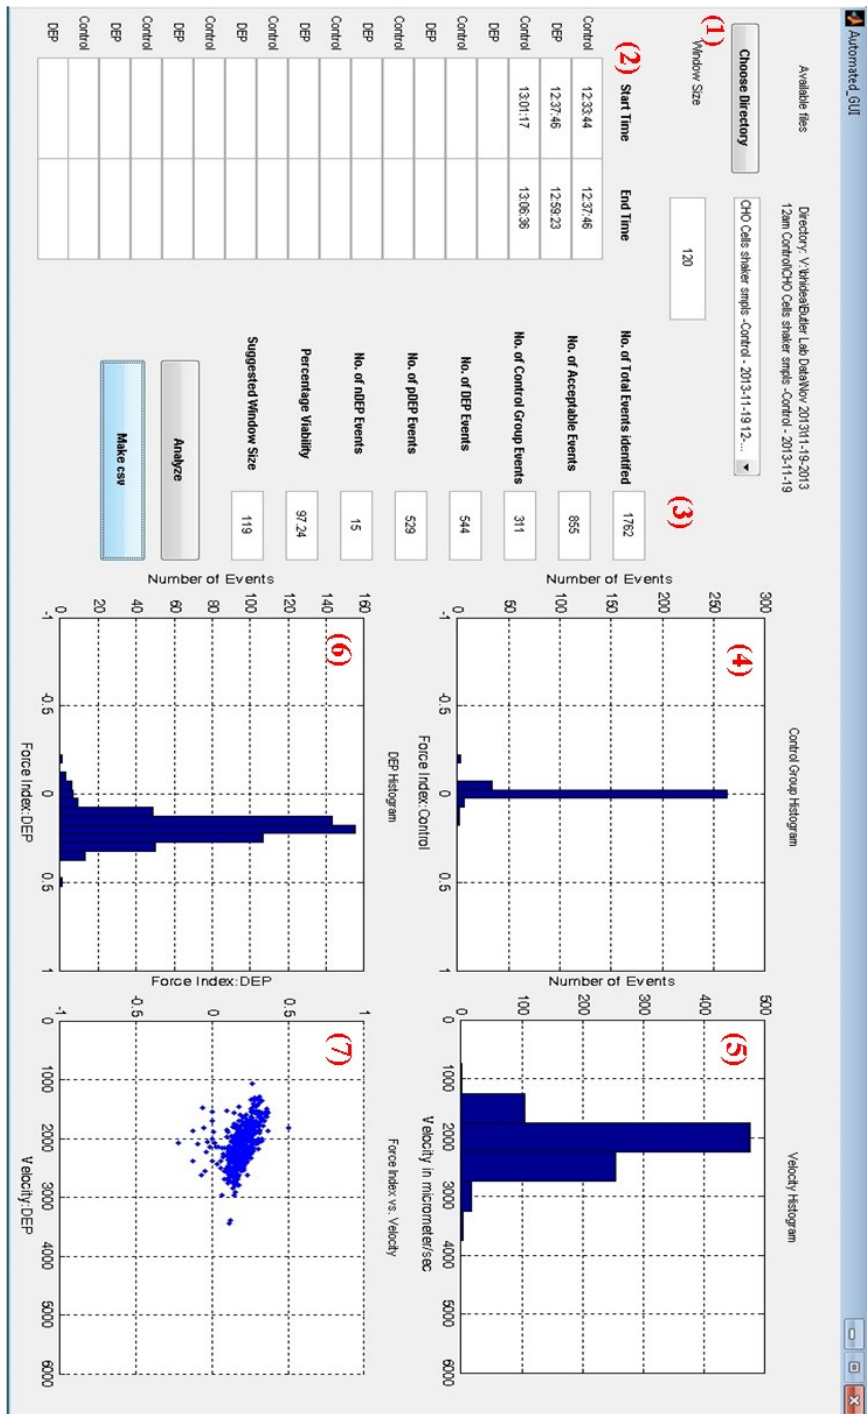 Automated_GUI
Available files
Directory: V:\bhidea\Butler Lab Data\Nov 2013\11-19-2013
12am Control\CHO Cells shaker smpls -Control - 2013-11-19
(1)
Choose Directory
CHO Cells shaker smpls -Control - 2013-11-19 12-...
Window Size
120
(2)
Start Time End Time
Control 12:33:44 12:37:46
DEP 12:37:46 12:59:23
Control 13:01:17 13:06:36
DEP
Control
DEP
Control
DEP
Control
DEP
Control
DEP
Control
DEP
Control
DEP
(3)
No. of Total Events identifed 1762
No. of Acceptable Events 855
No. of Control Group Events 311
No. of DEP Events 544
No. of pDEP Events 529
No. of nDEP Events 15
Percentage Viability 97.24
Suggested Window Size 119
Analyze
Make csv
Control Group Histogram
(4)
Number of Events
300
250
200
150
100
50
0
-1 -0.5 0 0.5 1
Force Index:Control
Velocity Histogram
(5)
Number of Events
500
400
300
200
100
0
0 1000 2000 3000 4000 5000 6000
Velocity in micrometer/sec
DEP Histogram
(6)
Number of Events
160
140
120
100
80
60
40
20
0
-1 -0.5 0 0.5 1
Force Index:DEP
Force Index vs. Velocity
(7)
Force Index:DEP
1
0.5
0
-0.5
-1
0 1000 2000 3000 4000 5000 6000
Velocity:DEP